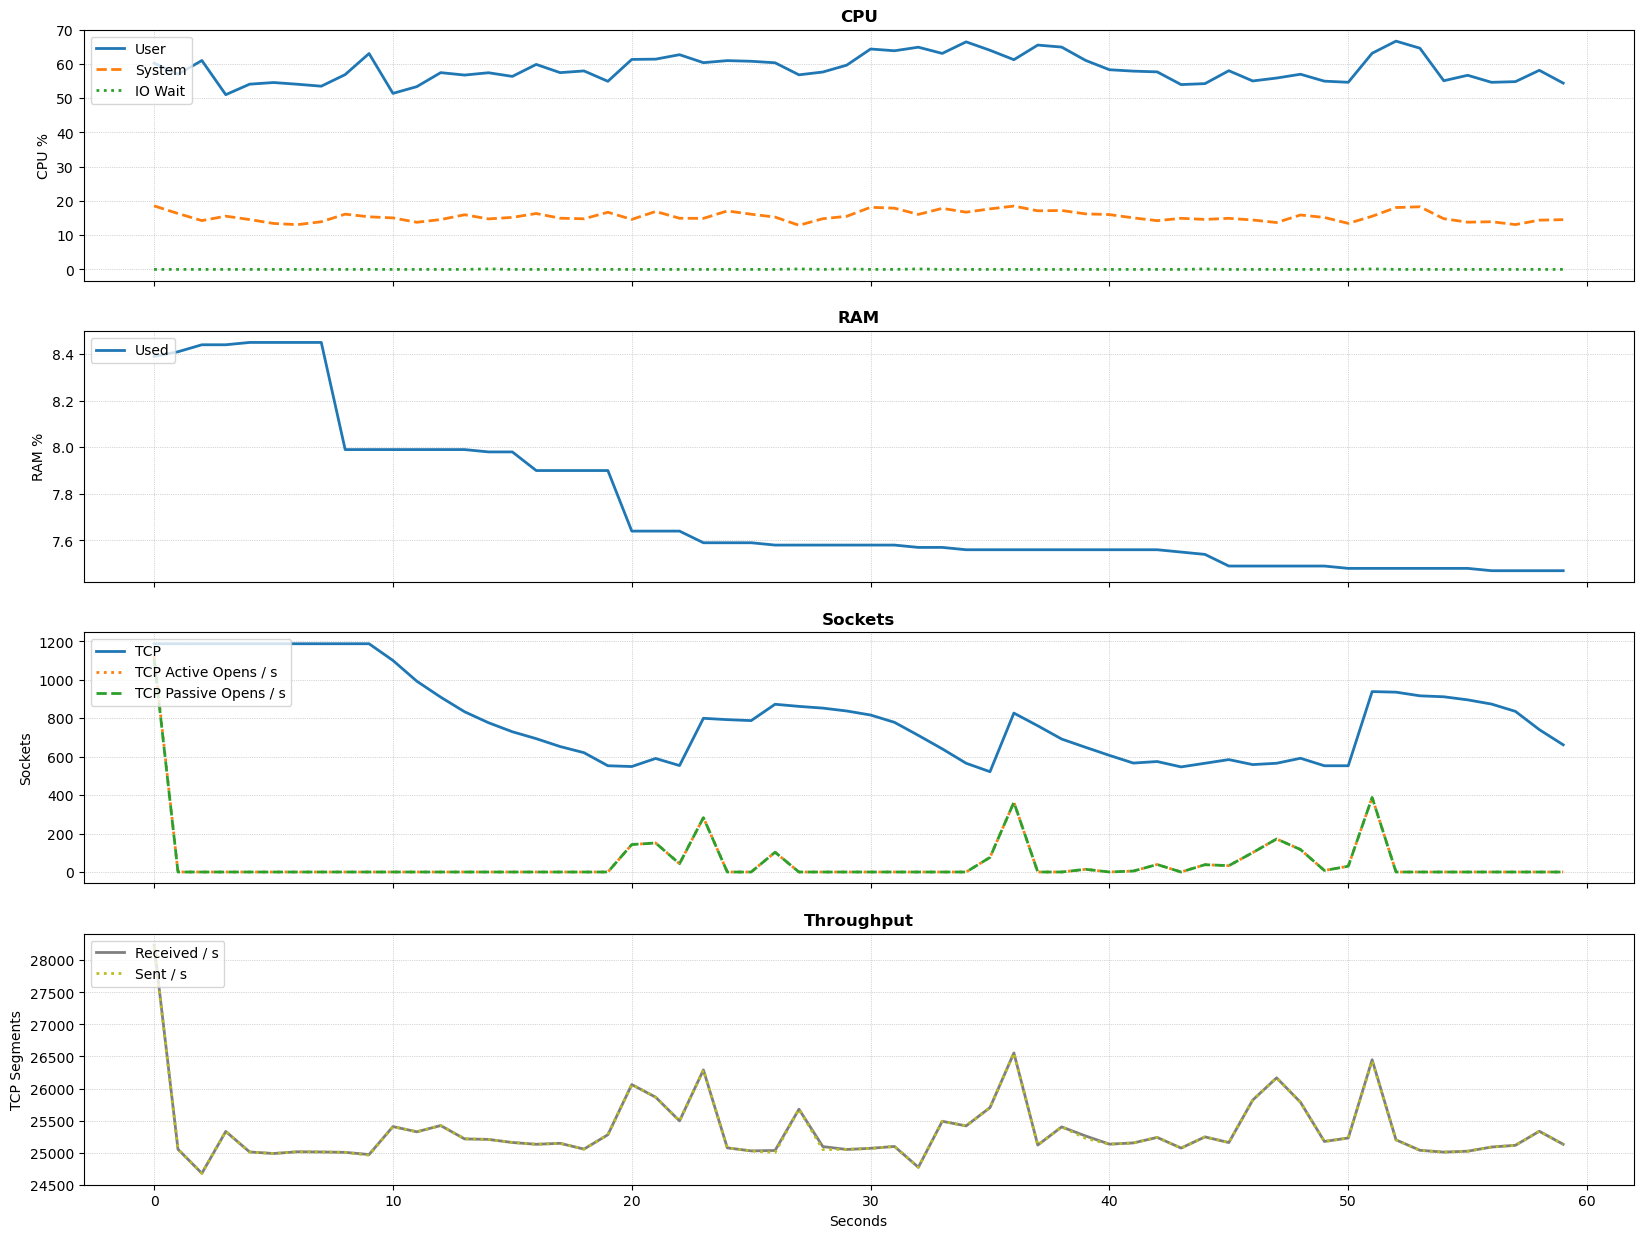 CPU
70
60
50
40
30
20
10
0
CPU %
User
System
IO Wait
RAM
8.4
8.2
8.0
7.8
7.6
RAM %
Used
Sockets
1200
1000
800
600
400
200
0
Sockets
TCP
TCP Active Opens / s
TCP Passive Opens / s
Throughput
28000
27500
27000
26500
26000
25500
25000
24500
TCP Segments
Received / s
Sent / s
0 10 20 30 40 50 60
Seconds